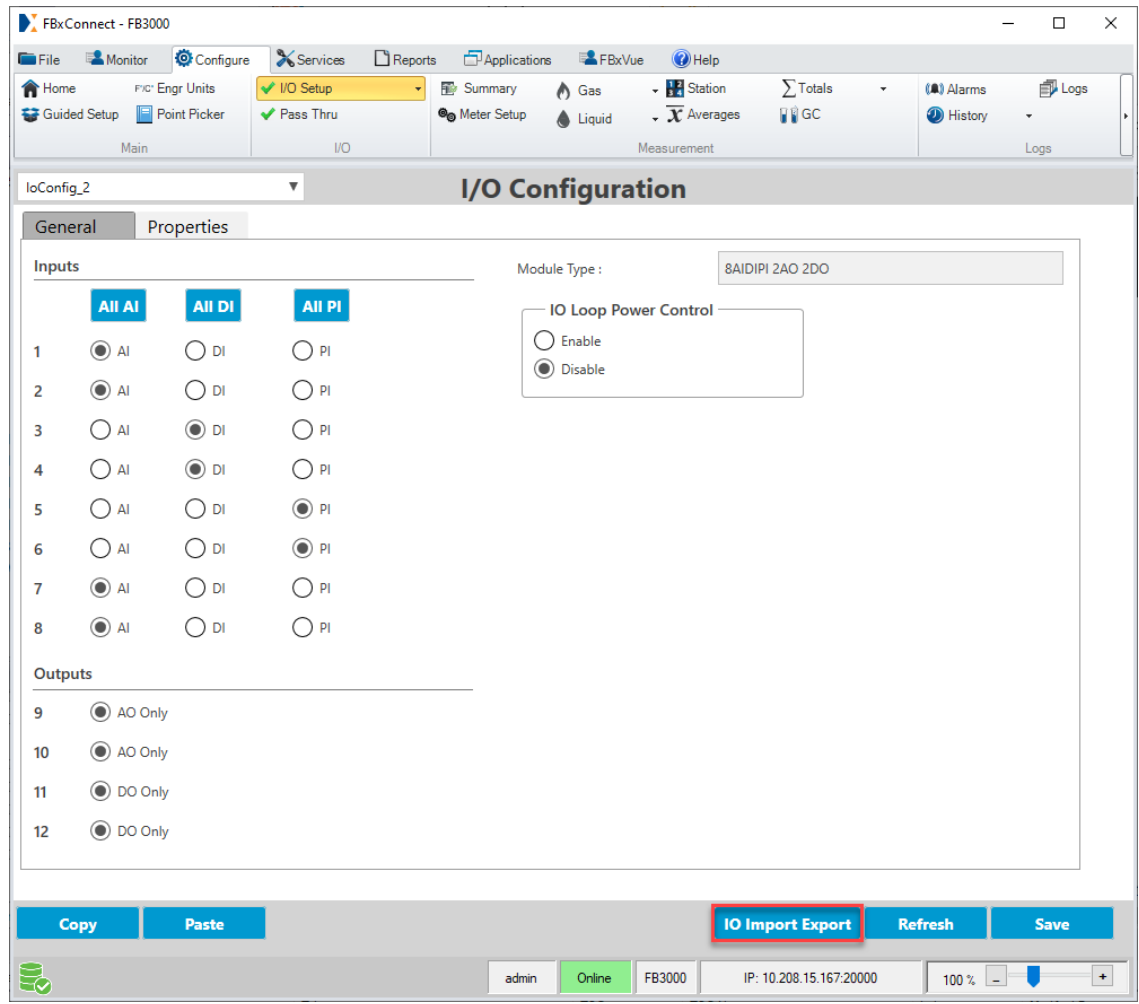 FBxConnect - FB3000
File Monitor Configure Services Reports Applications FBxVue Help
Home Engr Units I/O Setup Summary Gas Station Totals Alarms Logs
Guided Setup Point Picker Pass Thru Meter Setup Liquid Averages GC History
Main I/O Measurement Logs
IoConfig_2 I/O Configuration
General Properties
Inputs Module Type : 8AIDIPI 2AO 2DO
All AI All DI All PI IO Loop Power Control
1 AI DI PI Enable
Disable
2 AI DI PI
3 AI DI PI
4 AI DI PI
5 AI DI PI
6 AI DI PI
7 AI DI PI
8 AI DI PI
Outputs
9 AO Only
10 AO Only
11 DO Only
12 DO Only
Copy Paste IO Import Export Refresh Save
admin Online FB3000 IP: 10.208.15.167:20000 100 % - +